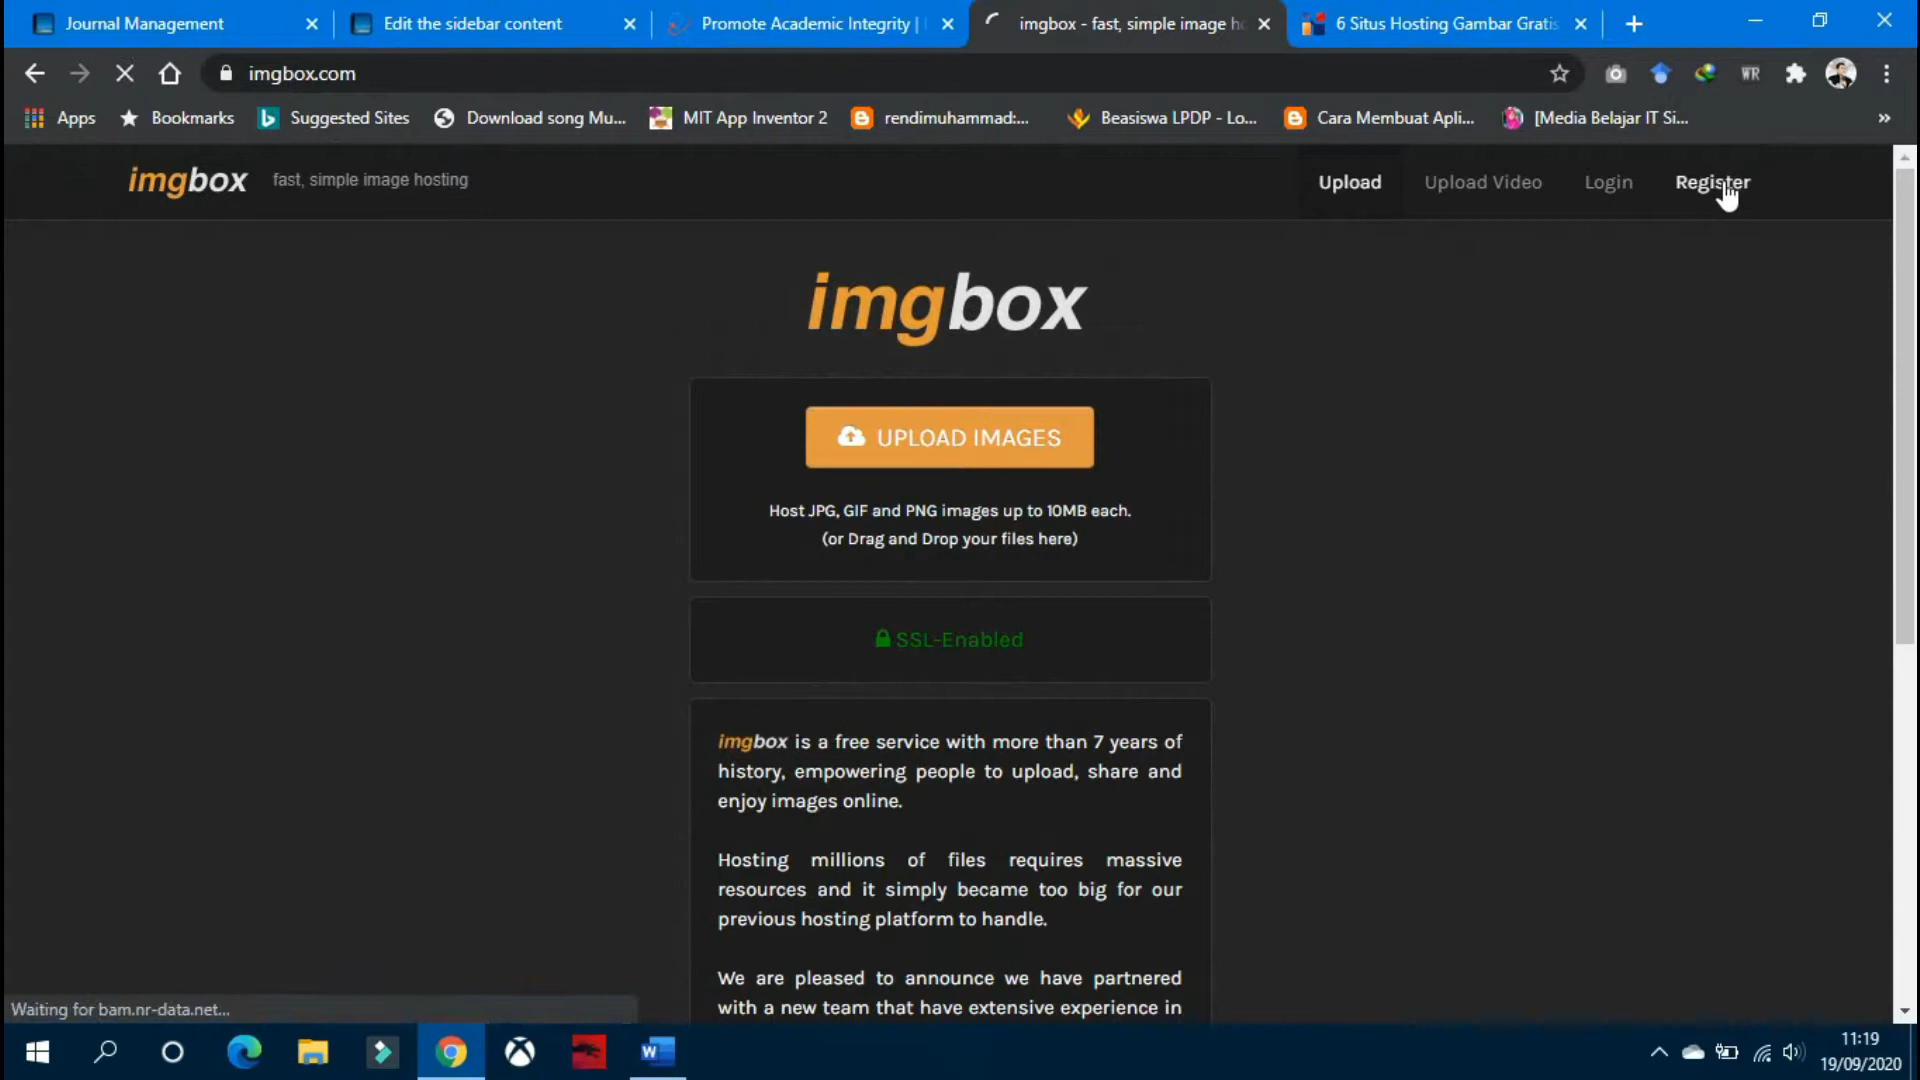 Journal Management
Edit the sidebar content
Promote Academic Integrity |
imgbox - fast, simple image h
6 Situs Hosting Gambar Gratis
imgbox.com
WR
Apps
Bookmarks
Suggested Sites
Download song Mu...
MIT App Inventor 2
rendimuhammad:...
Beasiswa LPDP - Lo...
Cara Membuat Apli...
[Media Belajar IT Si...
»
imgbox fast, simple image hosting
Upload
Upload Video
Login
Register
imgbox
UPLOAD IMAGES
Host JPG, GIF and PNG images up to 10MB each.
(or Drag and Drop your files here)
SSL-Enabled
imgbox is a free service with more than 7 years of
history, empowering people to upload, share and
enjoy images online.
Hosting millions of files requires massive
resources and it simply became too big for our
previous hosting platform to handle.
We are pleased to announce we have partnered
with a new team that have extensive experience in
Waiting for bam.nr-data.net...
11:19
19/09/2020